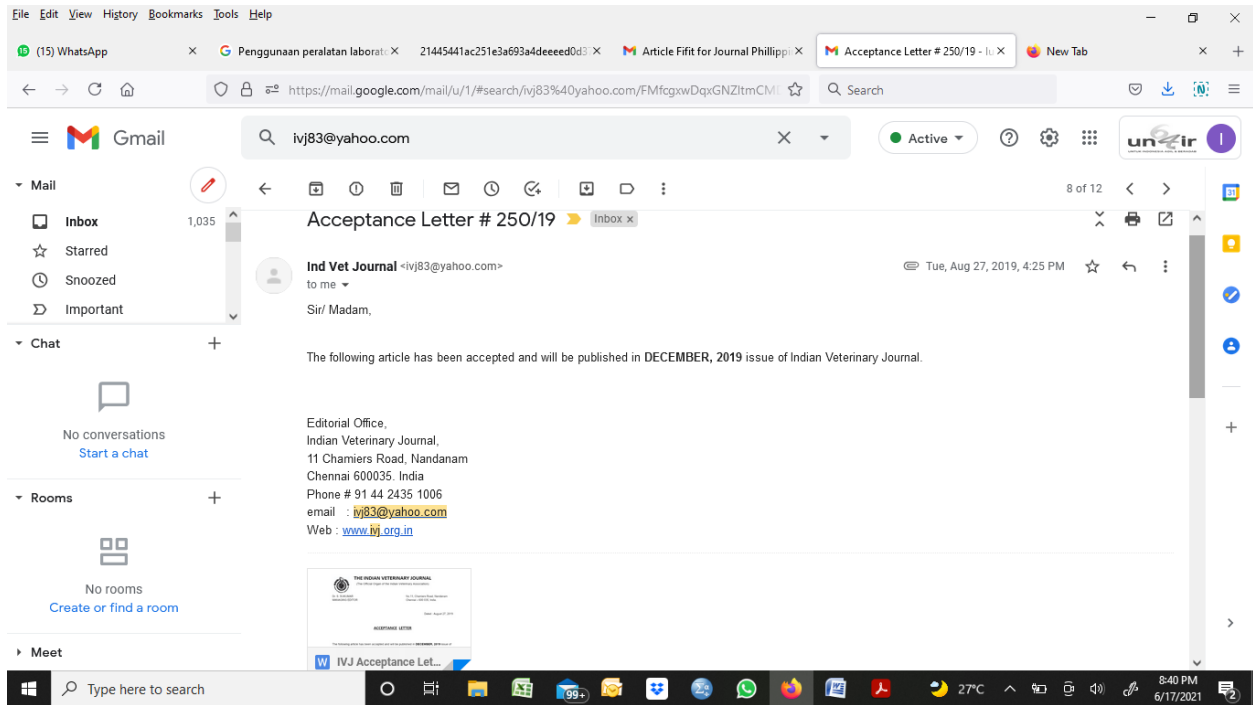 File Edit View History Bookmarks Tools Help
(15) WhatsApp × Penggunaan peralatan laborato × 21445441ac251e3a693a4deeeed0d3 × Article Fifit for Journal Phillippi × Acceptance Letter # 250/19 - × New Tab × +
https://mail.google.com/mail/u/1/#search/ivj83%40yahoo.com/FMfcgxwDqxGNZltmCM Search
Gmail ivj83@yahoo.com Active
Mail 8 of 12
Inbox 1,035
Acceptance Letter # 250/19 Inbox x
Starred
Snoozed
Important
Ind Vet Journal <ivj83@yahoo.com> Tue, Aug 27, 2019, 4:25 PM
to me
Sir/ Madam,
Chat +
The following article has been accepted and will be published in DECEMBER, 2019 issue of Indian Veterinary Journal.
No conversations
Start a chat
Editorial Office,
Indian Veterinary Journal,
11 Chamiers Road, Nandanam
Chennai 600035. India
Phone # 91 44 2435 1006
email : ivj83@yahoo.com
Web : www.ivj.org.in
Rooms +
No rooms
Create or find a room
Meet
THE INDIAN VETERINARY JOURNAL
ACCEPTANCE LETTER
W IVJ Acceptance Let...
Type here to search 99+ 27°C 8:40 PM
6/17/2021
2